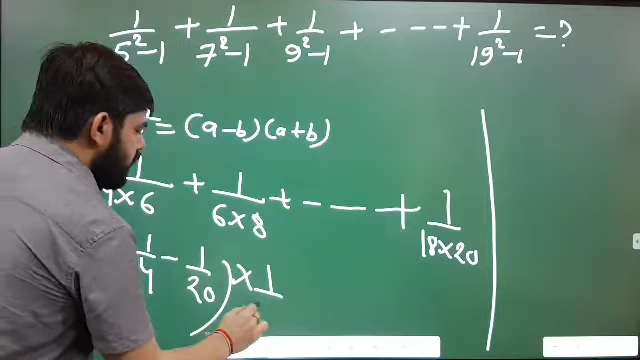 1/5²-1 + 1/7²-1 + 1/9²-1 + - - - - + 1/19²-1 = ?
= (a-b)(a+b)
1/4×6 + 1/6×8 + - - - + 1/18×20
1/4 - 1/20) × 1